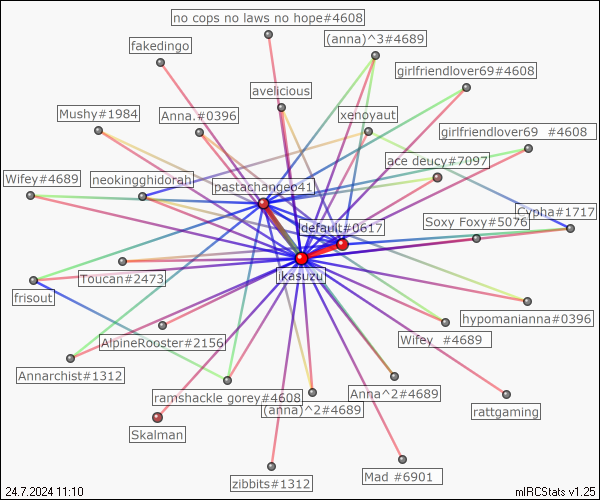 no cops no laws no hope#4608
(anna)^3#4689
fakedingo
girlfriendlover69#4608
avelicious
Mushy#1984
Anna.#0396
xenoyaut
girlfriendlover69   #4608
ace deucy#7097
Wifey#4689
neokingghidorah
pastachangeo41
Cypha#1717
Soxy Foxy#5076
default#0617
jkasuzu
Toucan#2473
frisout
hypomanianna#0396
AlpineRooster#2156
Wifey   #4689
Annarchist#1312
Anna^2#4689
ramshackle gorey#4608
(anna)^2#4689
rattgaming
Skalman
Mad #6901
zibbits#1312
24.7.2024 11:10
mIRCStats v1.25